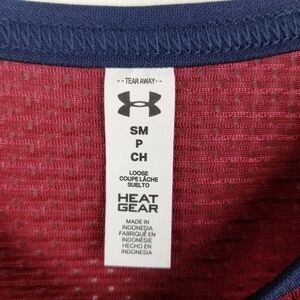 --TEAR AWAY--
SM
P
CH
LOOSE
COUPE LÂCHE
SUELTO
HEAT
GEAR
MADE IN
INDONESIA
FABRIQUÉ EN
INDONÉSIE
HECHO EN
INDONESIA